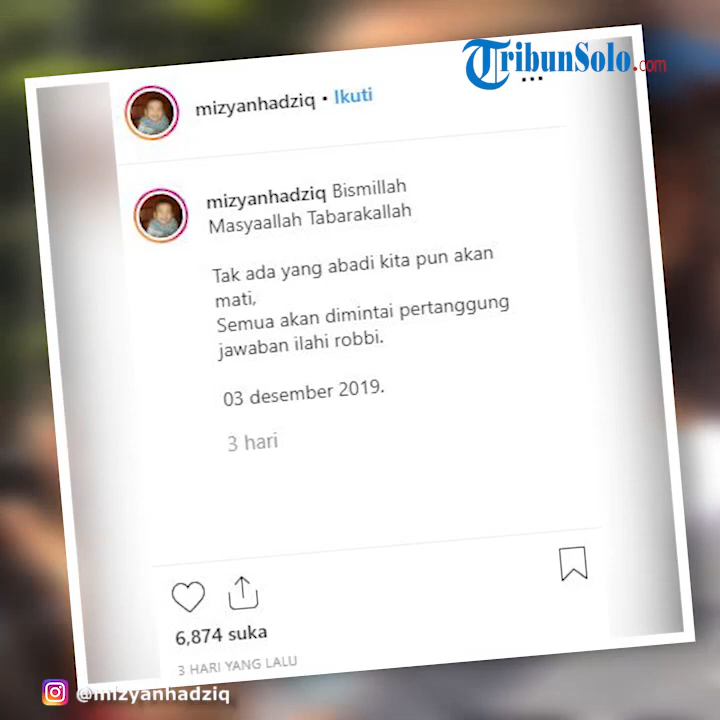 TribunSolo.com
mizyanhadziq • Ikuti
mizyanhadziq Bismillah
Masyaallah Tabarakallah
Tak ada yang abadi kita pun akan
mati,
Semua akan dimintai pertanggung
jawaban ilahi robbi.
03 desember 2019.
3 hari
6,874 suka
3 HARI YANG LALU
@mizyanhadziq